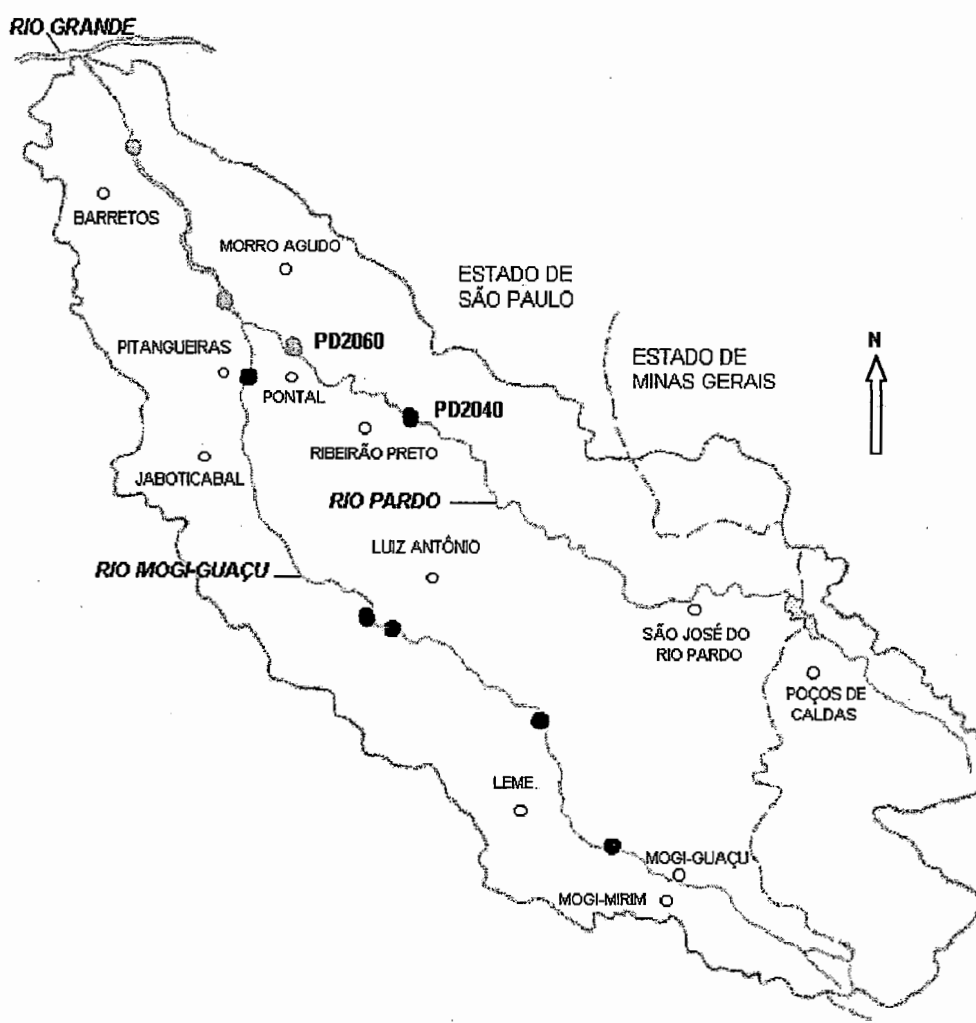 RIO GRANDE
BARRETOS
MORRO AGUDO
ESTADO DE
SÃO PAULO
N
PITANGUEIRAS
PD2060
ESTADO DE
MINAS GERAIS
PONTAL
PD2040
RIBEIRÃO PRETO
JABOTICABAL
RIO PARDO
LUIZ ANTÔNIO
RIO MOGI-GUAÇU
SÃO JOSÉ DO
RIO PARDO
POÇOS DE
CALDAS
LEME.
MOGI-GUAÇU
MOGI-MIRIM